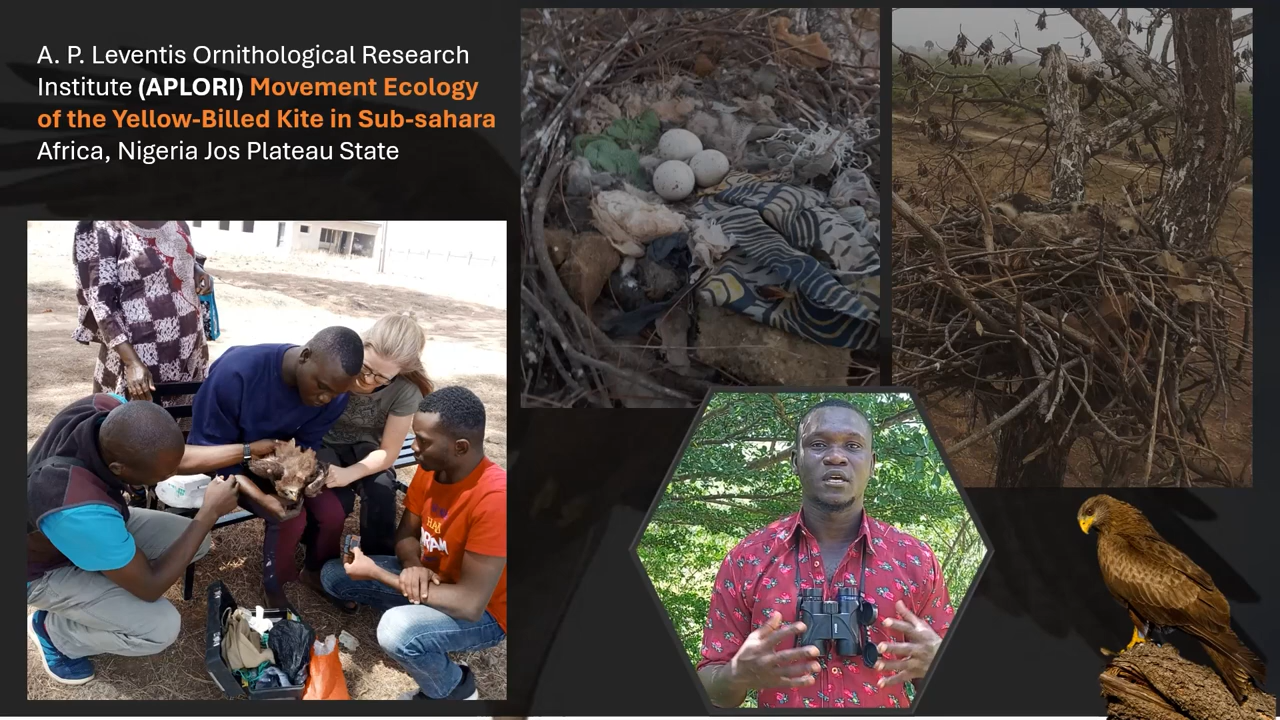 A. P. Leventis Ornithological Research
Institute (APLORI) Movement Ecology
of the Yellow-Billed Kite in Sub-sahara
Africa, Nigeria Jos Plateau State